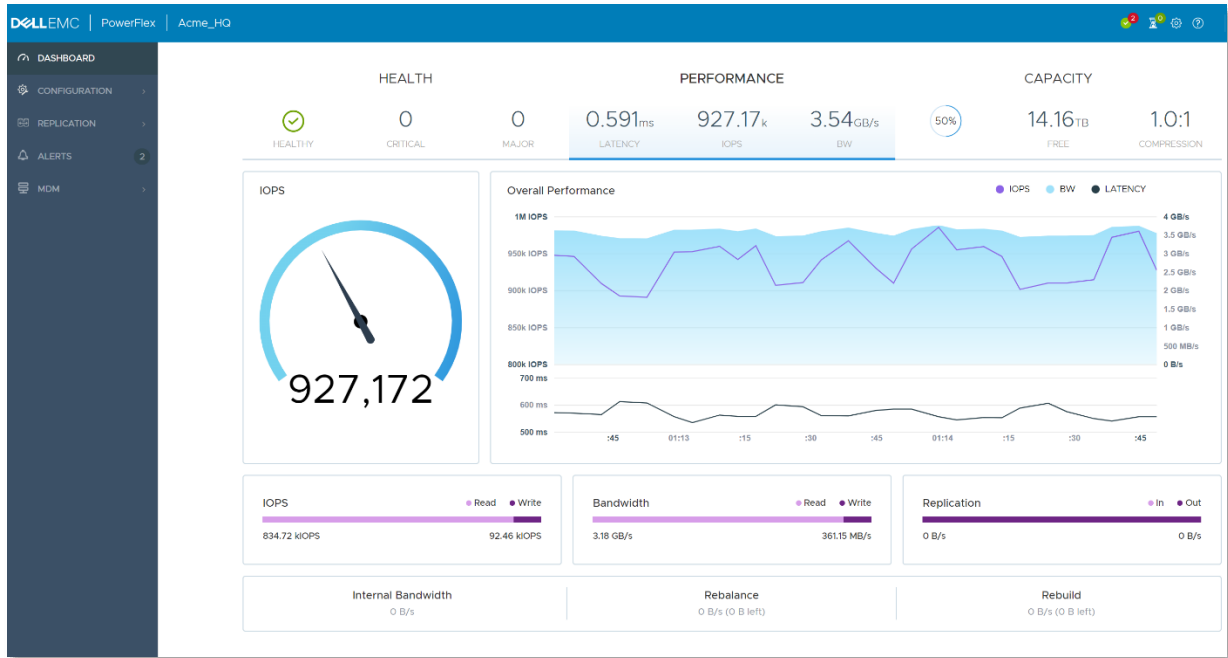 DELLEMC | PowerFlex | Acme_HQ
2
0
DASHBOARD
CONFIGURATION
REPLICATION
ALERTS 2
MDM
HEALTH PERFORMANCE CAPACITY
0 0 0.591ms 927.17k 3.54GB/s 50% 14.16TB 1.0:1
HEALTHY CRITICAL MAJOR LATENCY IOPS BW FREE COMPRESSION
IOPS
927,172
Overall Performance
IOPS BW LATENCY
1M IOPS 4 GB/s
3.5 GB/s
950k IOPS 3 GB/s
2.5 GB/s
900k IOPS 2 GB/s
1.5 GB/s
850k IOPS 1 GB/s
500 MB/s
800k IOPS 0 B/s
700 ms
600 ms
500 ms
:45 01:13 :15 :30 :45 01:14 :15 :30 :45
IOPS Read Write
834.72 kIOPS 92.46 kIOPS
Bandwidth Read Write
3.18 GB/s 361.15 MB/s
Replication In Out
0 B/s 0 B/s
Internal Bandwidth Rebalance Rebuild
0 B/s 0 B/s (0 B left) 0 B/s (0 B left)